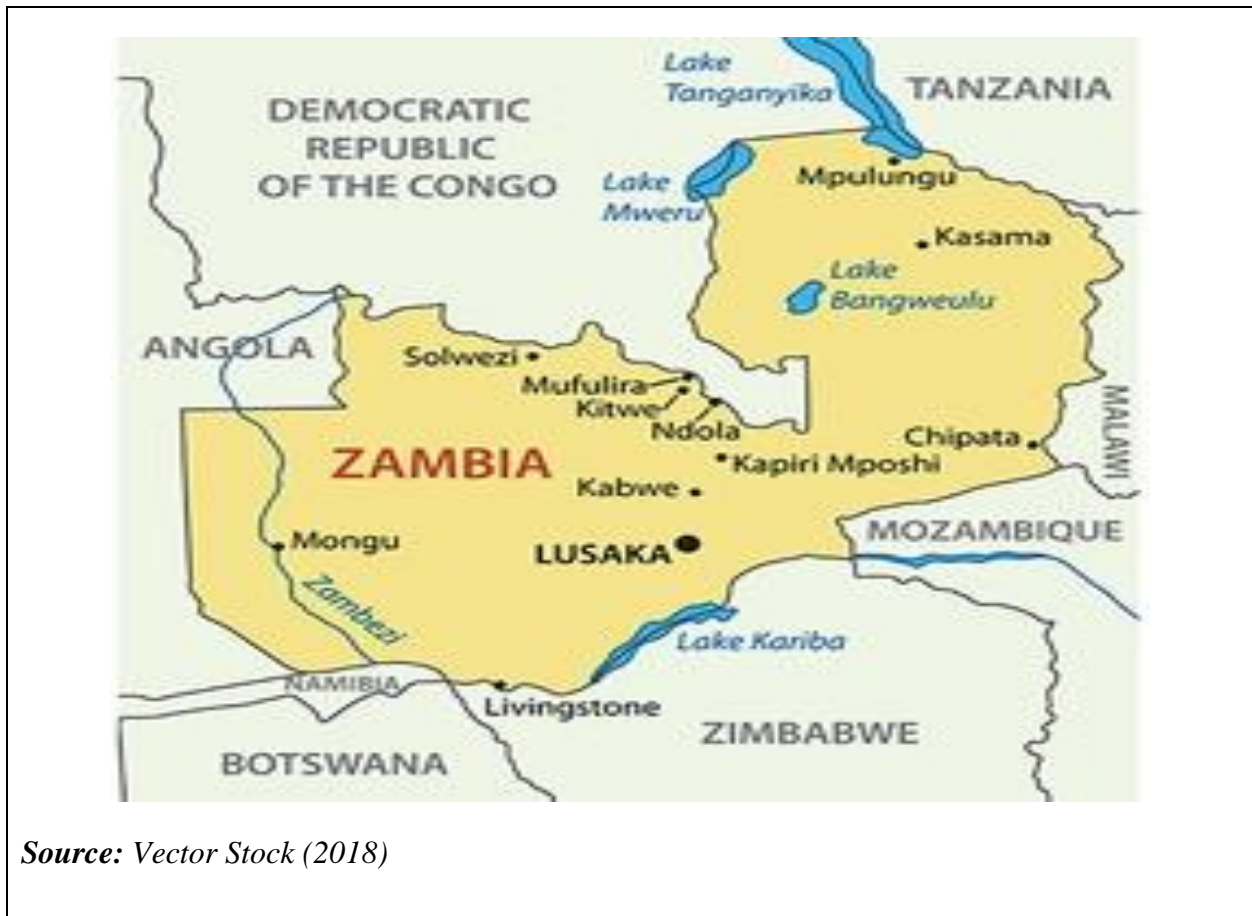 Lake
Tanganyika
TANZANIA
DEMOCRATIC
REPUBLIC
OF THE CONGO
Lake
Mweru
Mpulungu
Kasama
Lake
Bangweulu
ANGOLA
Solwezi
Mufulira
Kitwe
Ndola
MALAWI
ZAMBIA
Chipata
Kapiri Mposhi
Kabwe
MOZAMBIQUE
Mongu
LUSAKA
Zambezi
Lake Kariba
NAMIBIA
Livingstone
ZIMBABWE
BOTSWANA
Source: Vector Stock (2018)